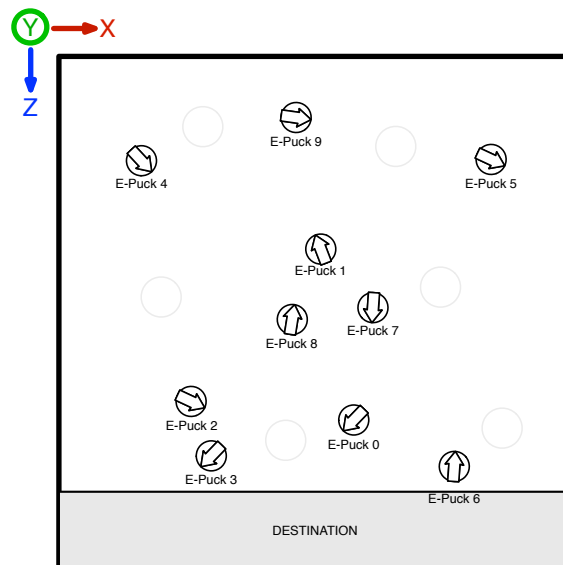 Y
X
Z
E-Puck 9
E-Puck 4
E-Puck 5
E-Puck 1
E-Puck 7
E-Puck 8
E-Puck 2
E-Puck 0
E-Puck 3
E-Puck 6
DESTINATION